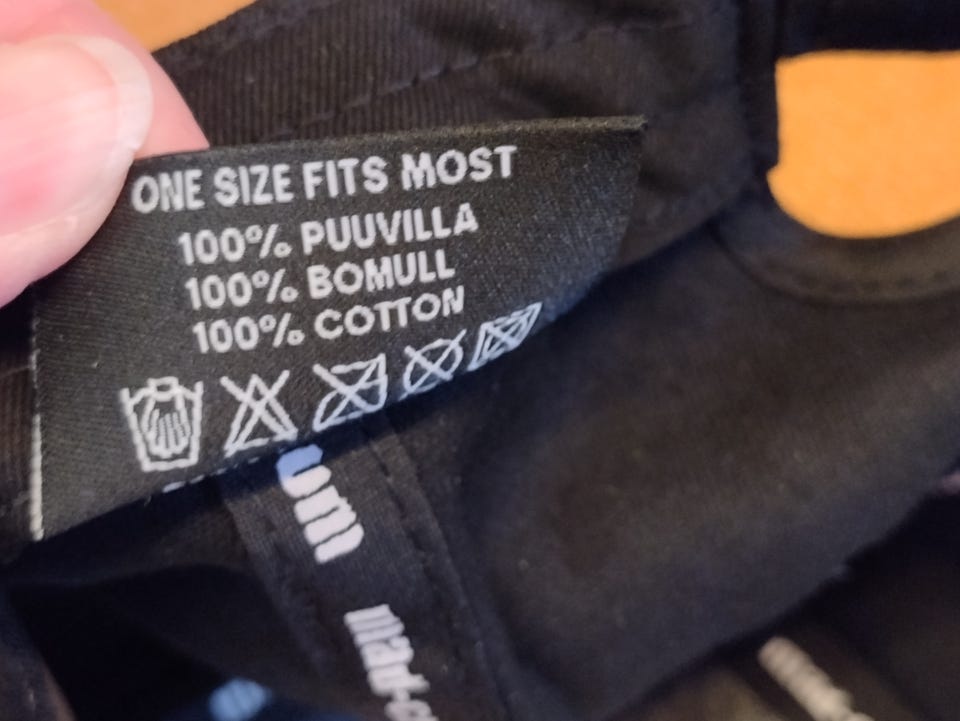 ONE SIZE FITS MOST
100% PUUVILLA
100% BOMULL
100% COTTON